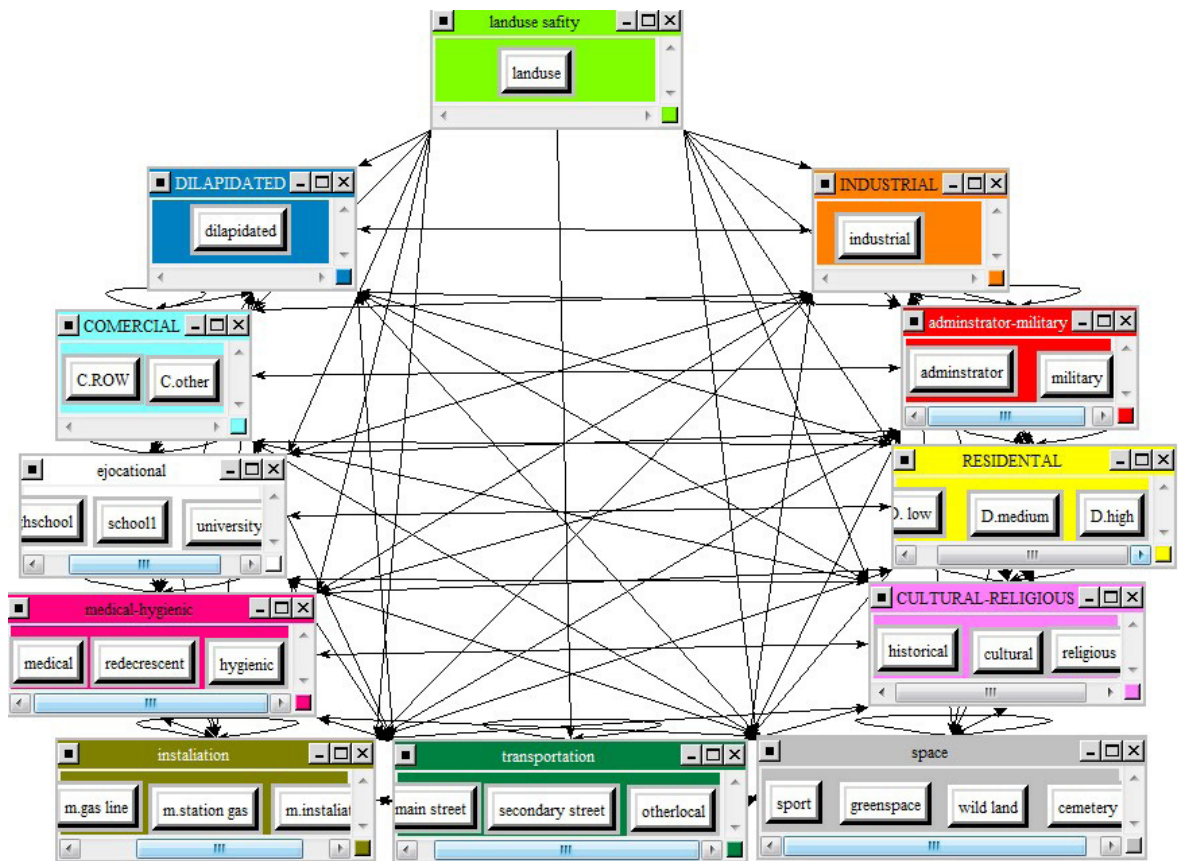 landuse safity
landuse
DILAPIDATED
dilapidated
INDUSTRIAL
industrial
COMERCIAL
C.ROW C.other
adminstrator-military
adminstrator military
ejocational
hschool school1 university
RESIDENTAL
low D.medium D.high
medical-hygienic
medical redecrescent hygienic
CULTURAL-RELIGIOUS
historical cultural religious
instaliation
m.gas line m.station gas m.instaliat
transportation
main street secondary street otherlocal
space
sport greenspace wild land cemetery